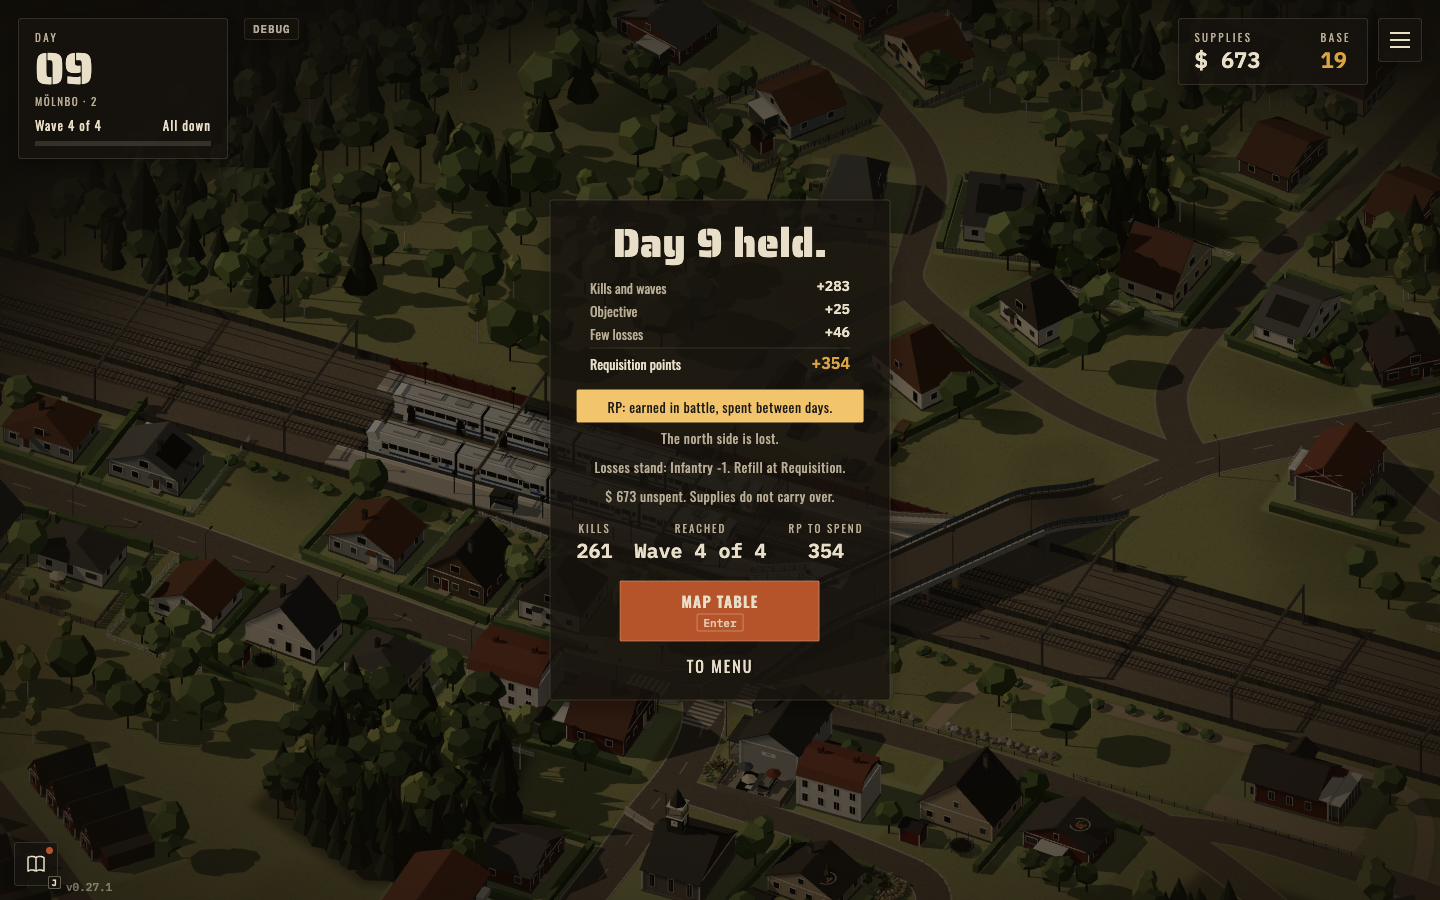 DAY
09
MÖLNBO · 2
Wave 4 of 4 All down
DEBUG
SUPPLIES BASE
$ 673 19
Day 9 held.
Kills and waves +283
Objective +25
Few losses +46
Requisition points +354
RP: earned in battle, spent between days.
The north side is lost.
Losses stand: Infantry -1. Refill at Requisition.
$ 673 unspent. Supplies do not carry over.
KILLS REACHED RP TO SPEND
261 Wave 4 of 4 354
MAP TABLE
Enter
TO MENU
J
v0.27.1